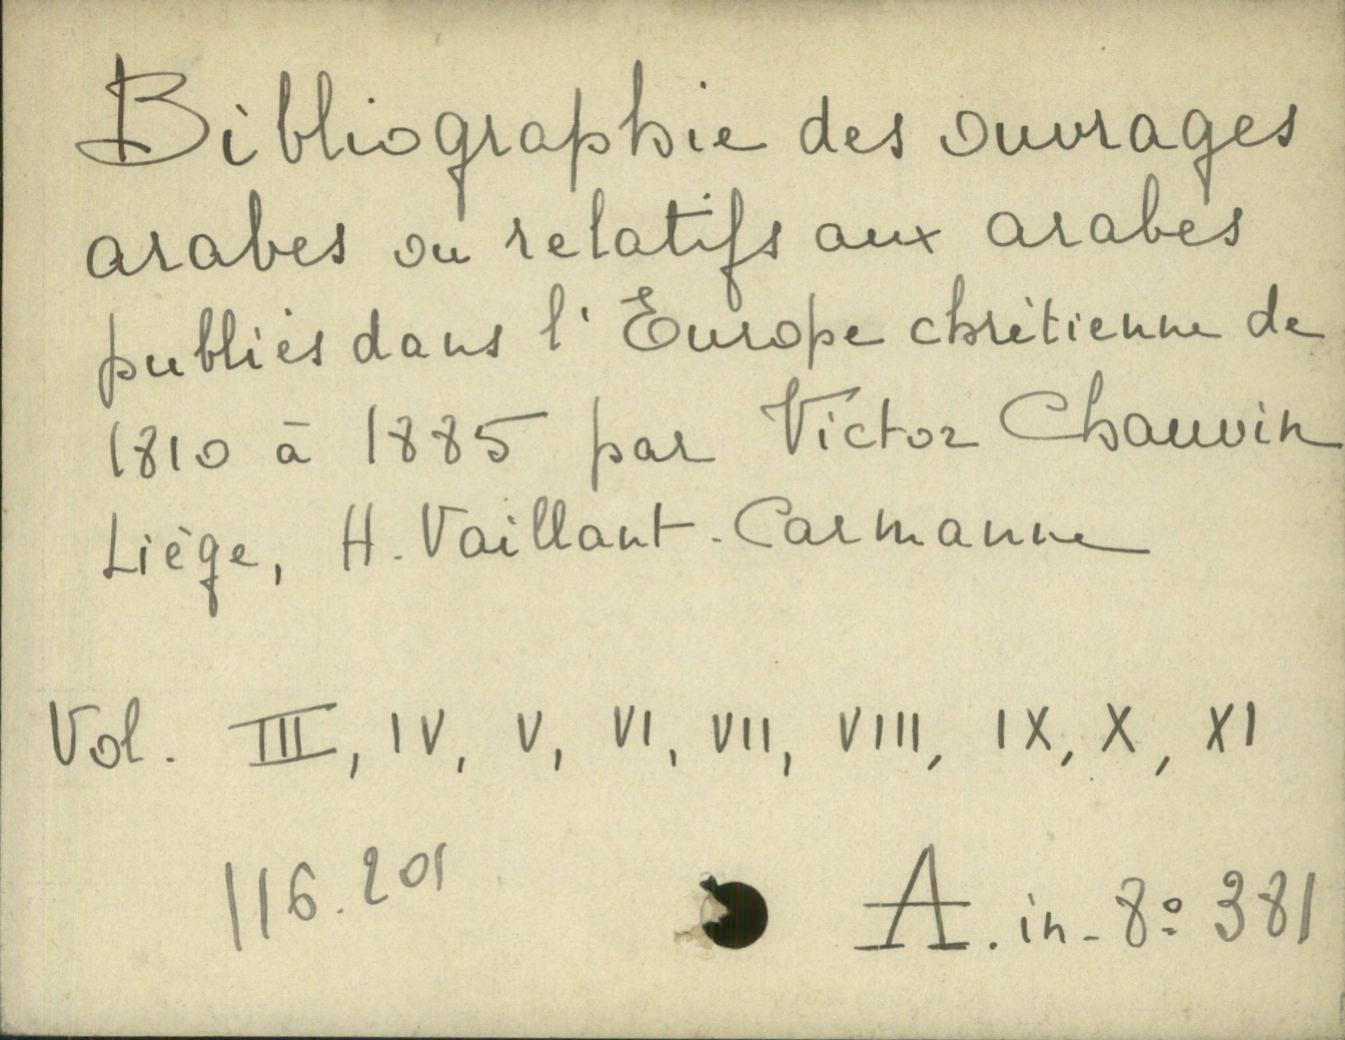 Bibliographie des ouvrages
arabes ou relatifs aux arabes
publiés dans l'Europe chrétienne de
1810 à 1885 par Victor Chauvin
Liège, H. Vaillant-Carmanne
Vol. III, IV, V, VI, VII, VIII, IX, X, XI
116.201 A. in-8º 381